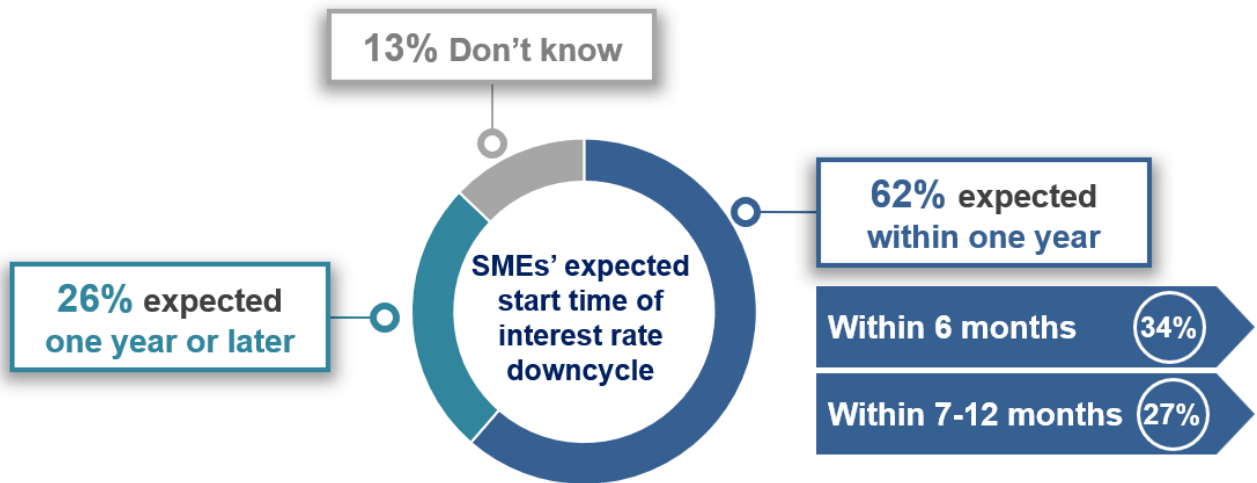 13% Don't know
62% expected
within one year
SMEs' expected
start time of
interest rate
downcycle
26% expected
one year or later
Within 6 months 34%
Within 7-12 months 27%